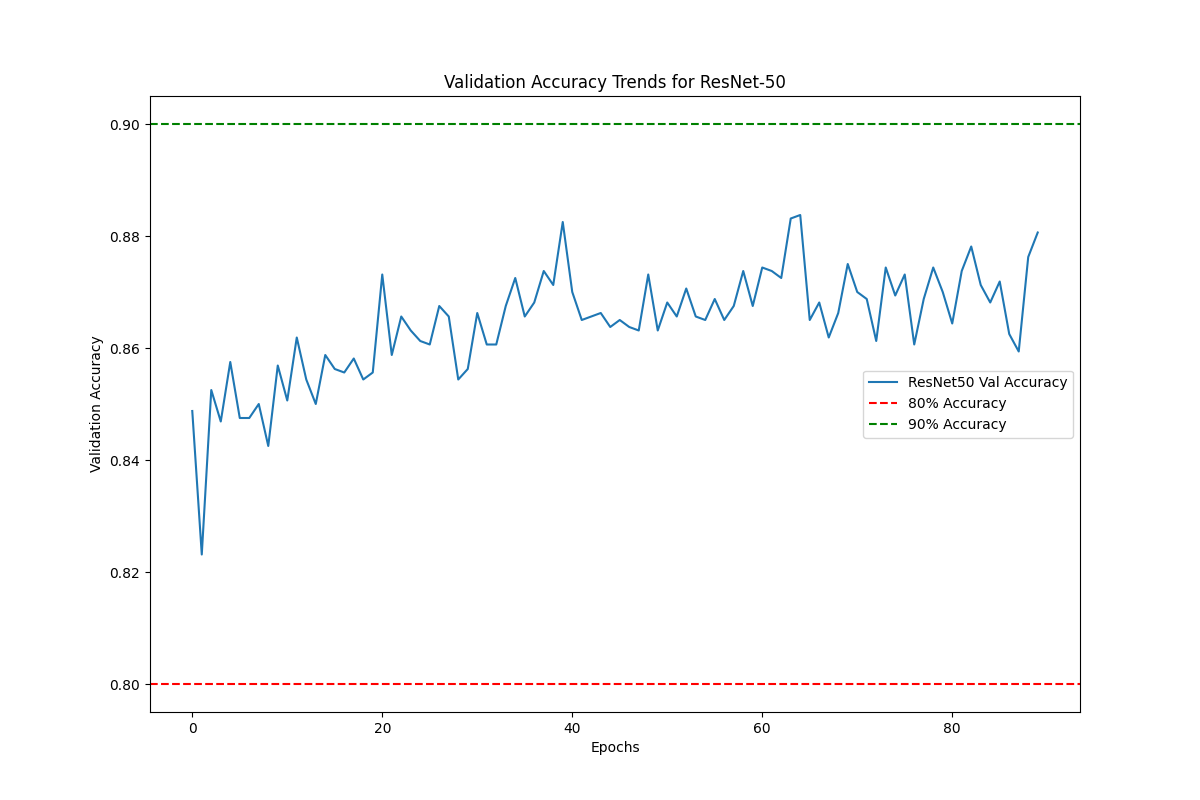 Validation Accuracy Trends for ResNet-50
0.90
0.88
0.86
0.84
0.82
0.80
Validation Accuracy
ResNet50 Val Accuracy
80% Accuracy
90% Accuracy
0 20 40 60 80
Epochs